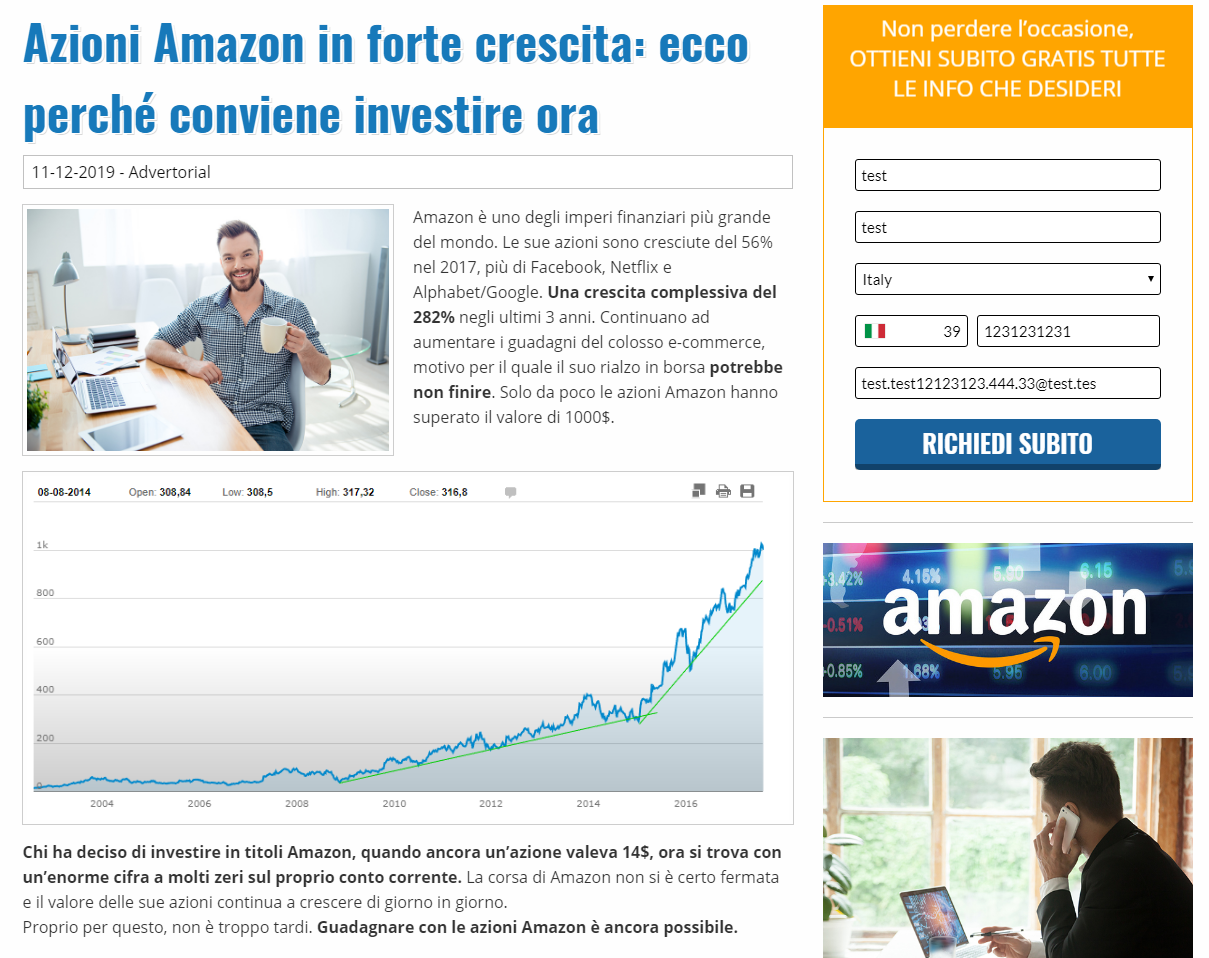 Azioni Amazon in forte crescita: ecco
perché conviene investire ora
11-12-2019 - Advertorial
Amazon è uno degli imperi finanziari più grande
del mondo. Le sue azioni sono cresciute del 56%
nel 2017, più di Facebook, Netflix e
Alphabet/Google. Una crescita complessiva del
282% negli ultimi 3 anni. Continuano ad
aumentare i guadagni del colosso e-commerce,
motivo per il quale il suo rialzo in borsa potrebbe
non finire. Solo da poco le azioni Amazon hanno
superato il valore di 1000$.
08-08-2014 Open: 308,84 Low: 308,5 High: 317,32 Close: 316,8
1k
800
600
400
200
0
2004 2006 2008 2010 2012 2014 2016
Chi ha deciso di investire in titoli Amazon, quando ancora un'azione valeva 14$, ora si trova con
un'enorme cifra a molti zeri sul proprio conto corrente. La corsa di Amazon non si è certo fermata
e il valore delle sue azioni continua a crescere di giorno in giorno.
Proprio per questo, non è troppo tardi. Guadagnare con le azioni Amazon è ancora possibile.
Non perdere l'occasione,
OTTIENI SUBITO GRATIS TUTTE
LE INFO CHE DESIDERI
test
test
Italy
39 1231231231
test.test12123123.444.33@test.tes
RICHIEDI SUBITO
-3.42% 4.15% 5.00 6.15
amazon
-0.51%
-0.85% 1.68% 5.95 6.00